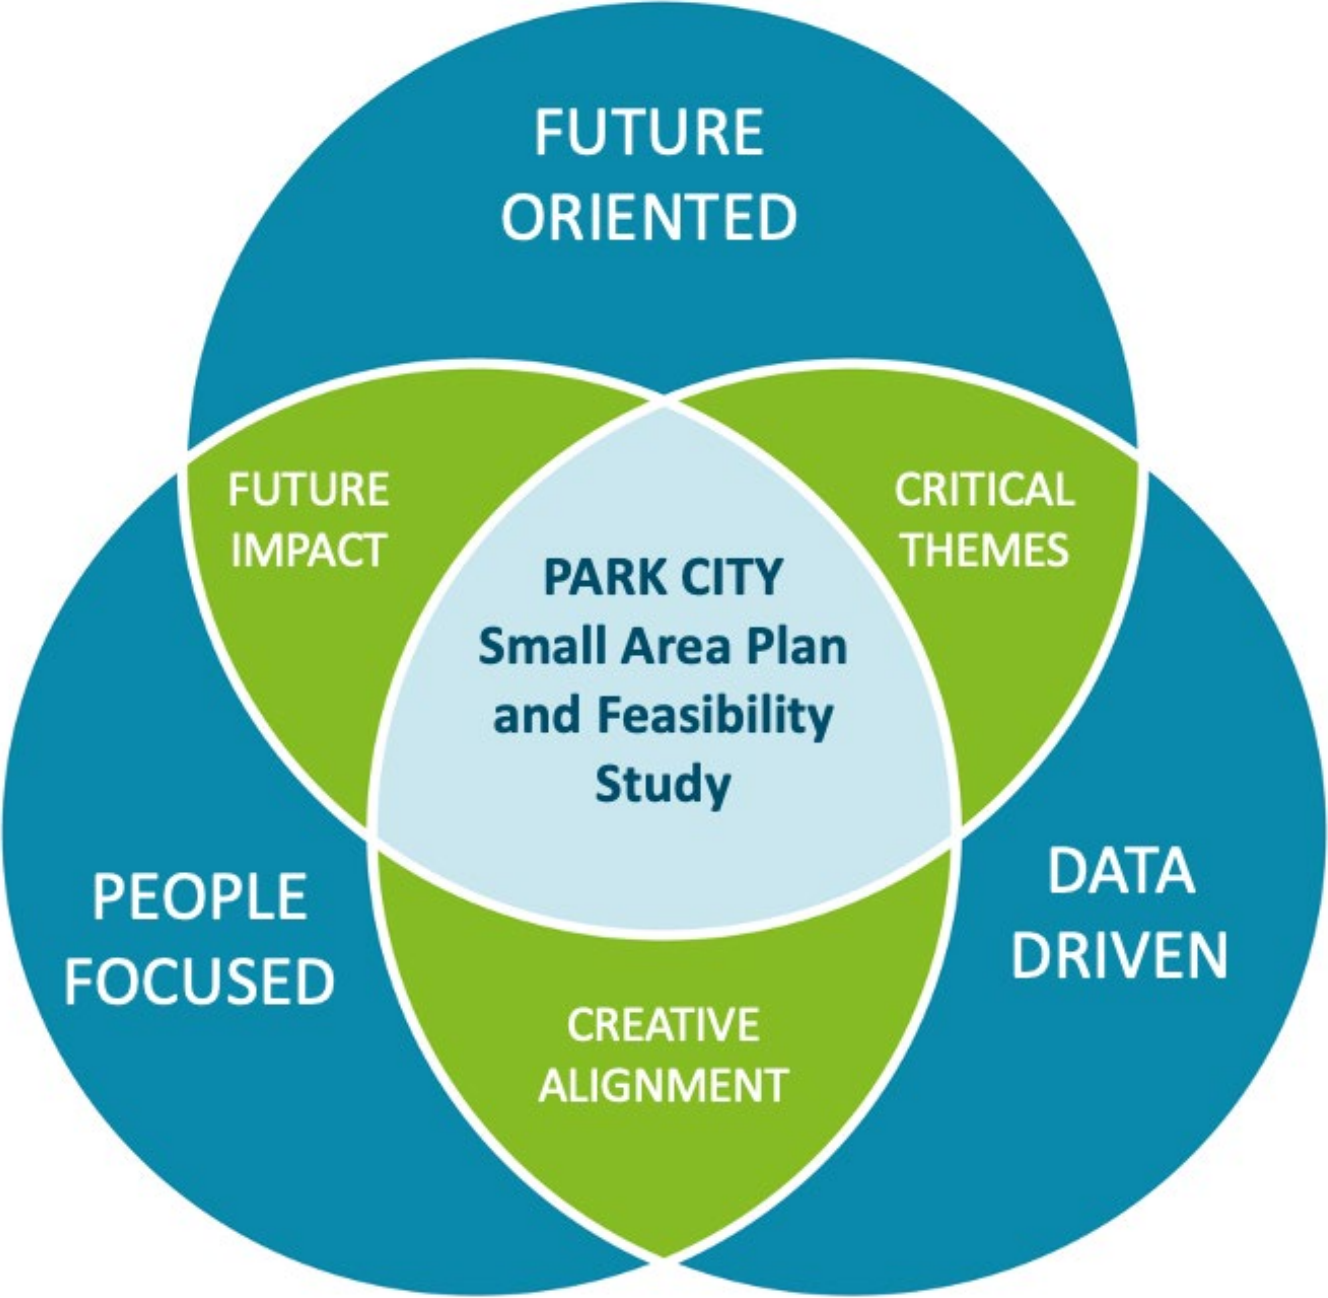 FUTURE
ORIENTED
FUTURE
IMPACT
CRITICAL
THEMES
PARK CITY
Small Area Plan
and Feasibility
Study
PEOPLE
FOCUSED
DATA
DRIVEN
CREATIVE
ALIGNMENT